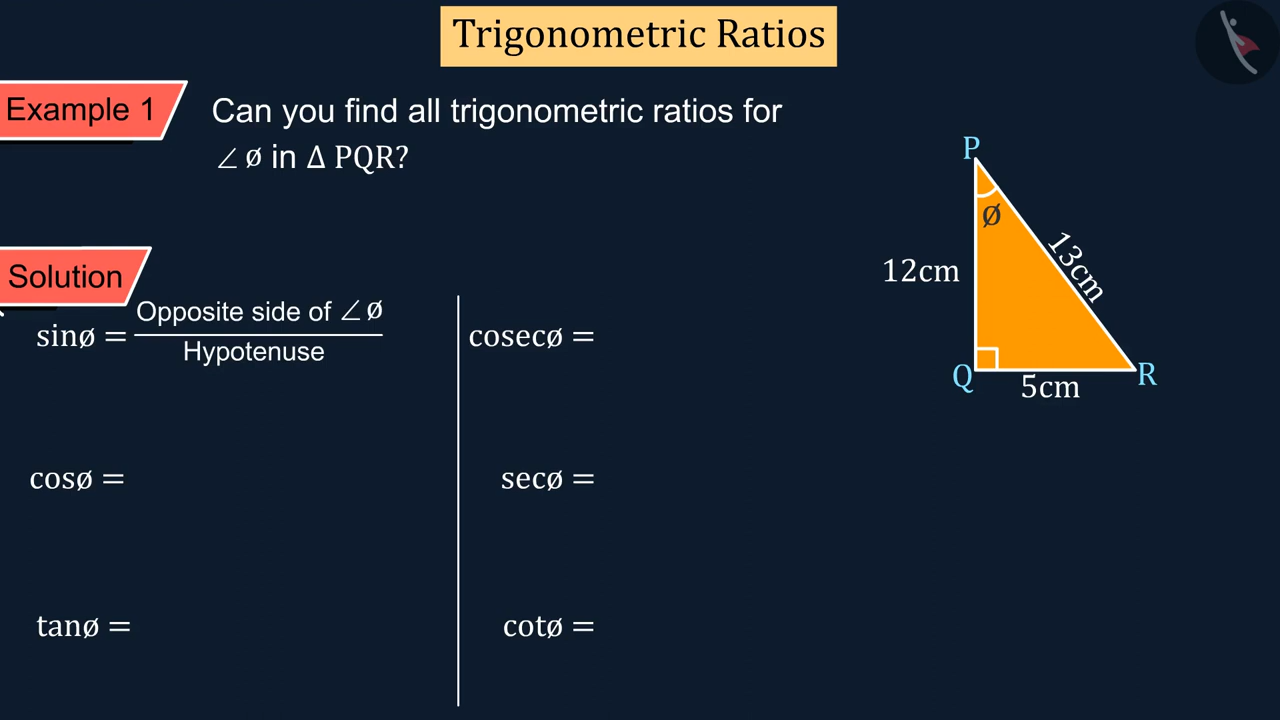 Trigonometric Ratios
Example 1
Can you find all trigonometric ratios for
∠ø in Δ PQR?
P
ø
12cm
13cm
Q
5cm
R
Solution
sinø = Opposite side of ∠ø
Hypotenuse
cosecø =
cosø =
secø =
tanø =
cotø =